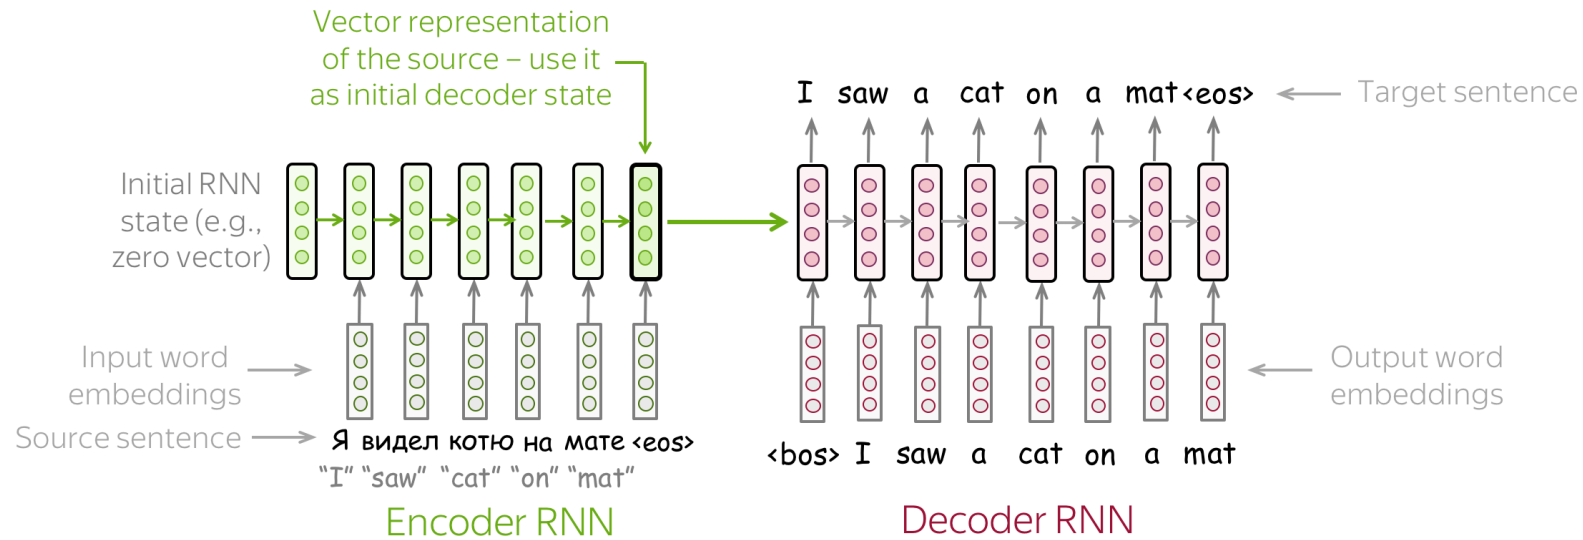 Vector representation
of the source – use it
as initial decoder state
I saw a cat on a mat <eos>
Target sentence
Initial RNN
state (e.g.,
zero vector)
Input word
embeddings
Output word
embeddings
Source sentence
Я видел котю на мате <eos>
"I" "saw" "cat" "on" "mat"
<bos> I saw a cat on a mat
Encoder RNN
Decoder RNN